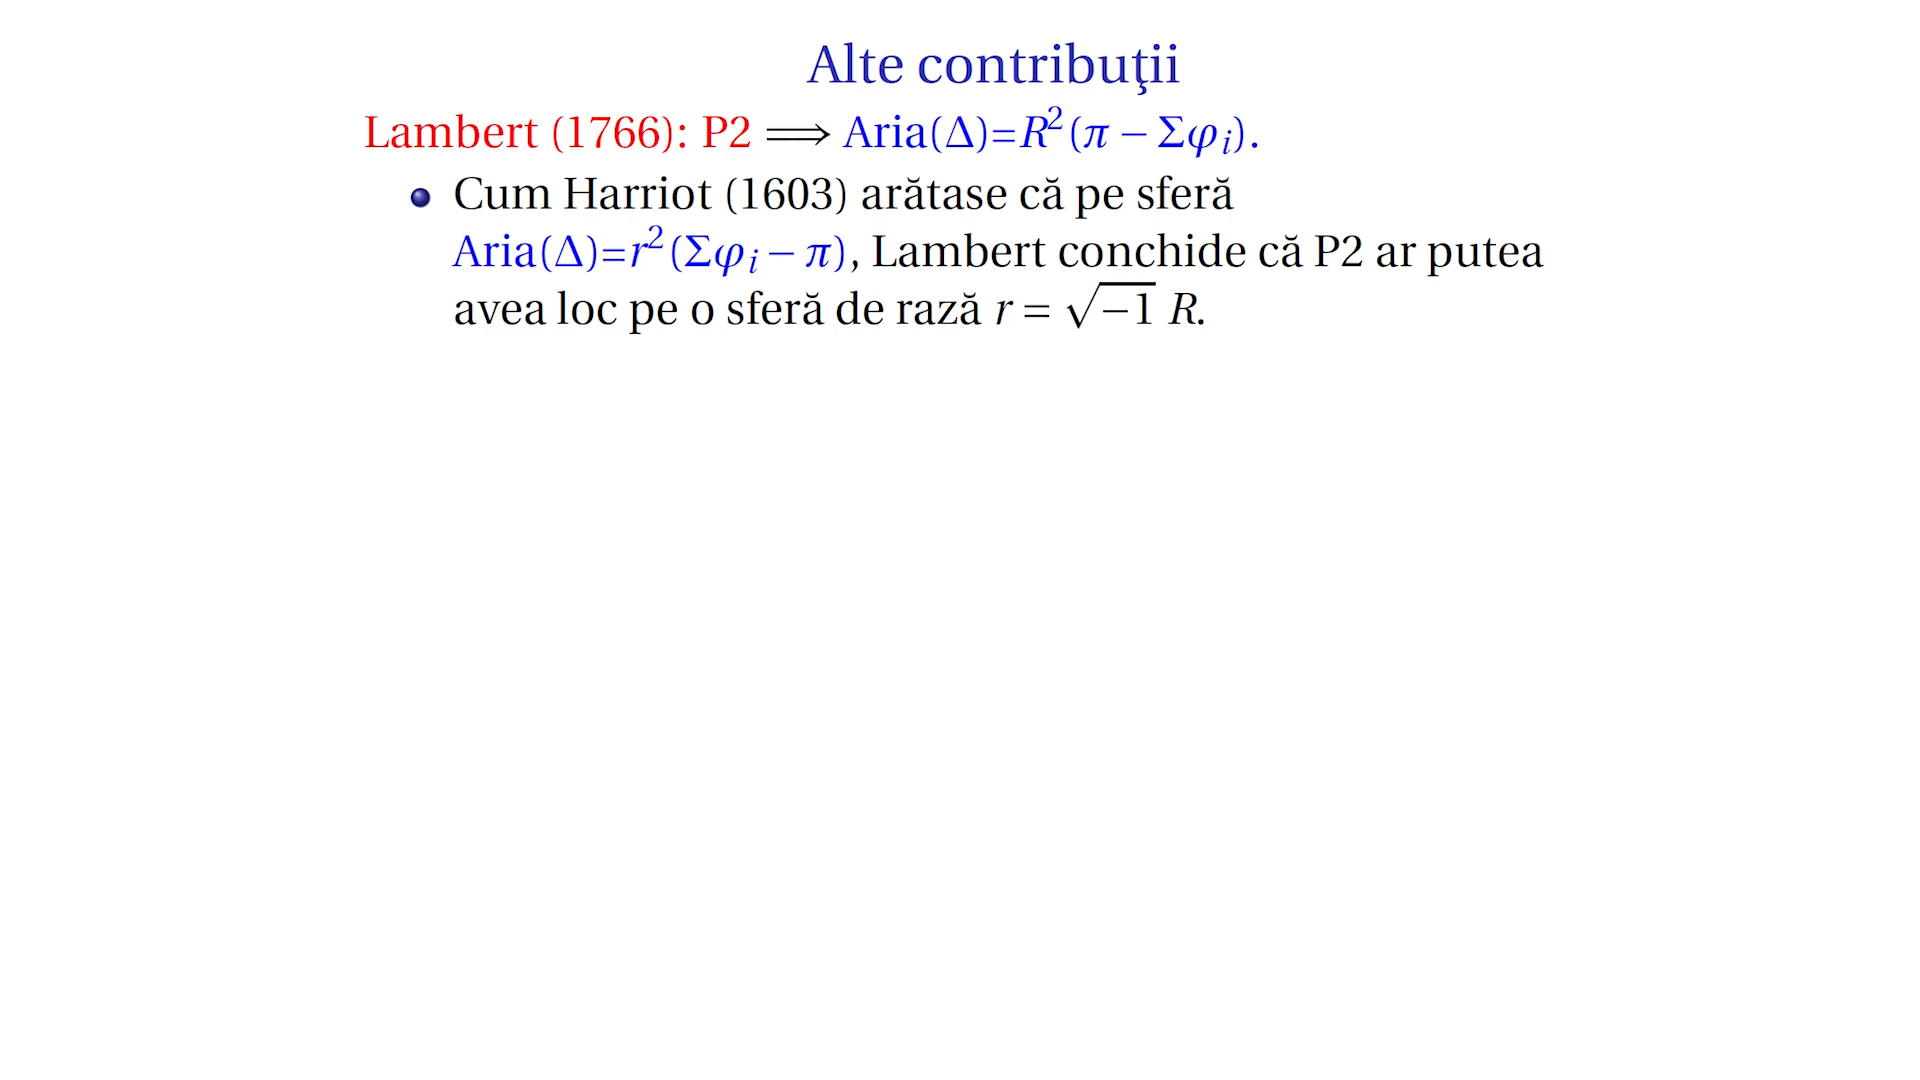 Alte contribuţii
Lambert (1766): P2 ⟹ Aria(Δ)=R²(π − Σφᵢ).
Cum Harriot (1603) arătase că pe sferă
Aria(Δ)=r²(Σφᵢ − π), Lambert conchide că P2 ar putea
avea loc pe o sferă de rază r = √−1 R.